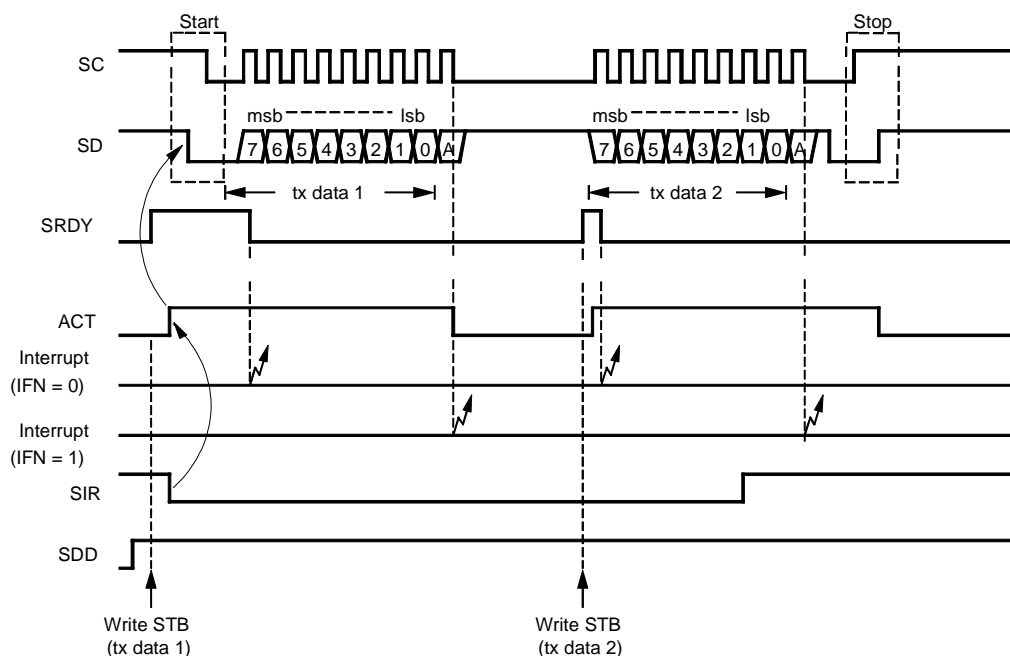 Start
Stop
SC
msb lsb
msb lsb
SD
7 6 5 4 3 2 1 0 A
7 6 5 4 3 2 1 0 A
tx data 1
tx data 2
SRDY
ACT
Interrupt
(IFN = 0)
Interrupt
(IFN = 1)
SIR
SDD
Write STB
(tx data 1)
Write STB
(tx data 2)